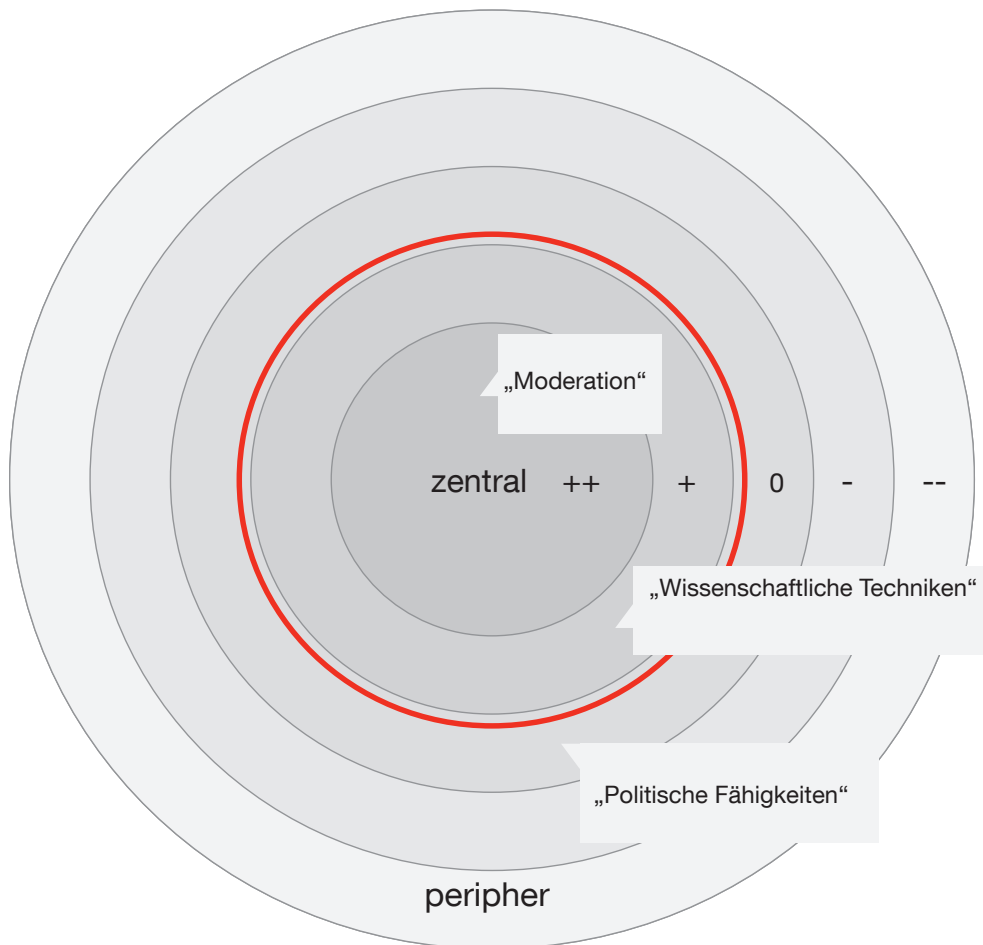 „Moderation“
zentral ++ + 0 - --
„Wissenschaftliche Techniken“
„Politische Fähigkeiten“
peripher